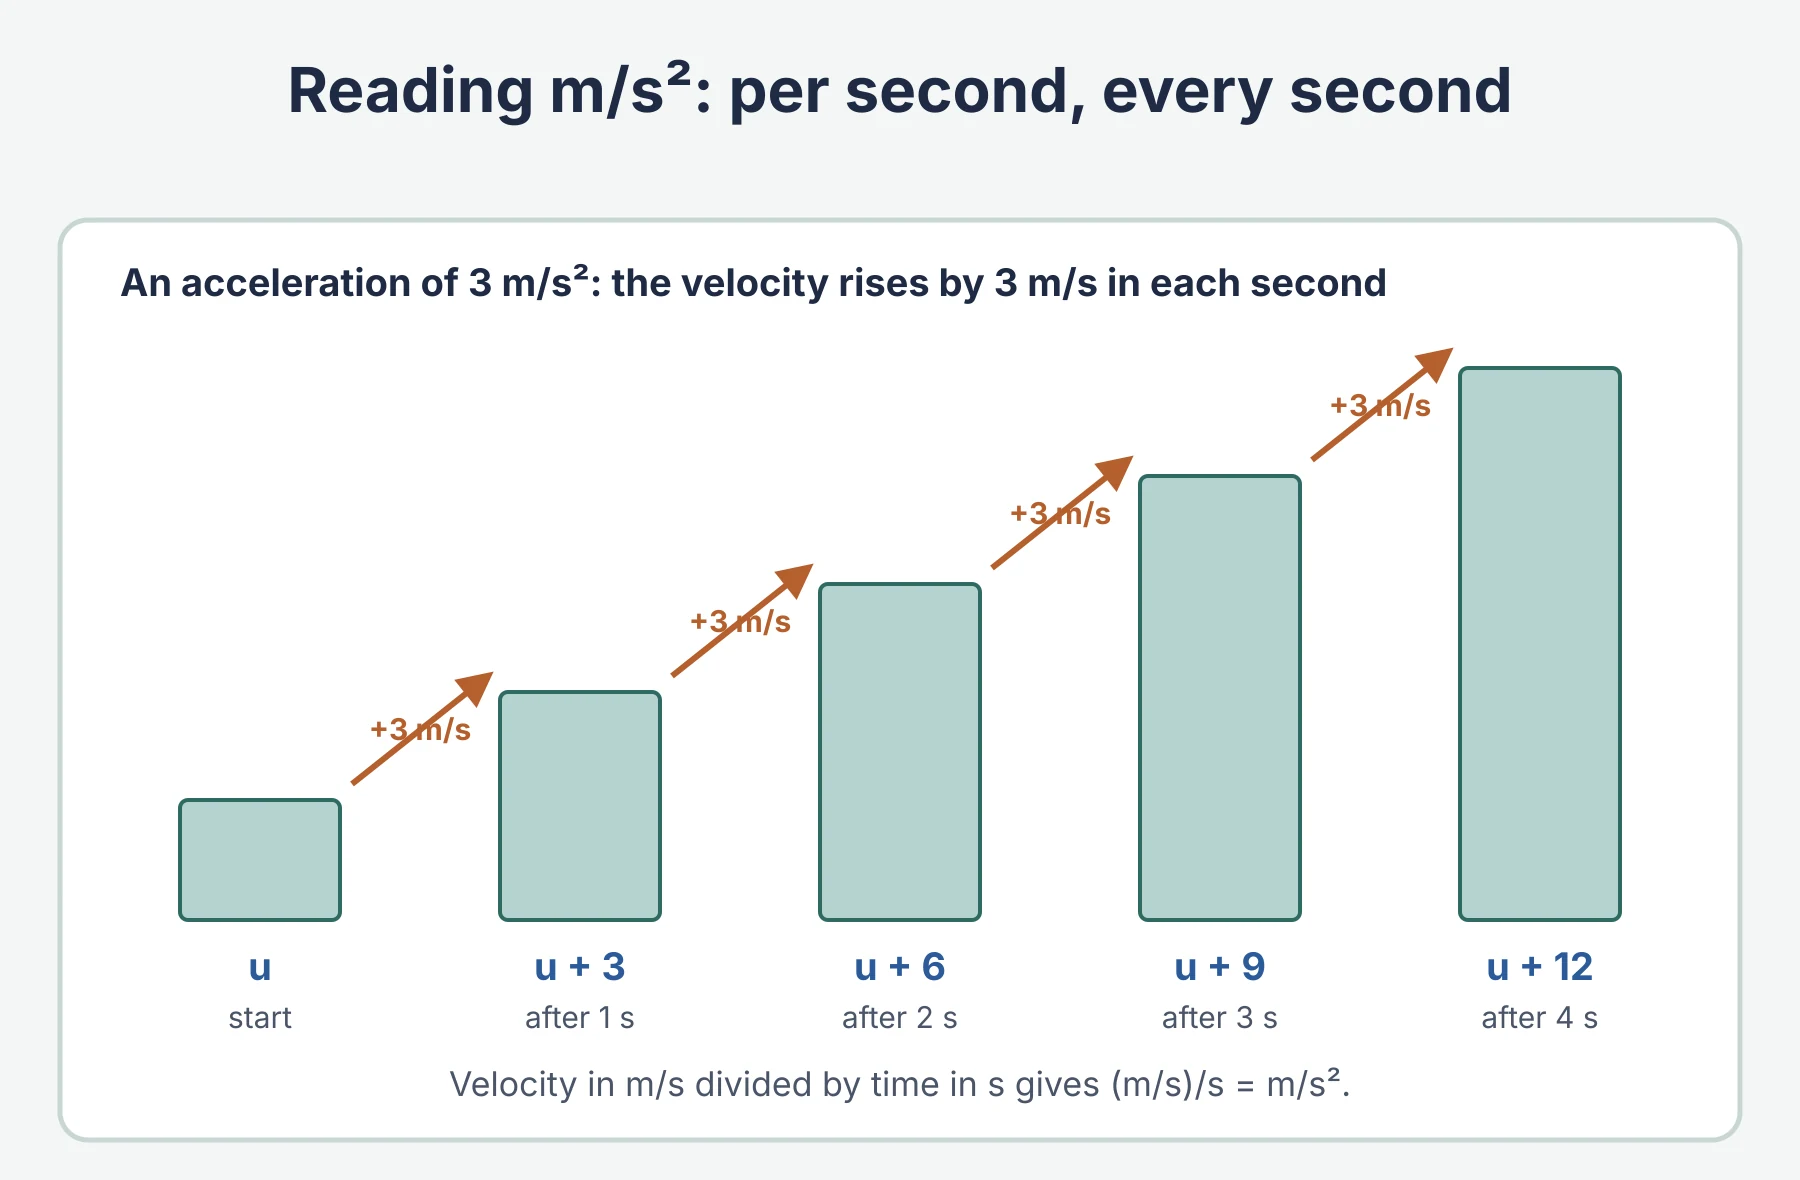 Reading m/s²: per second, every second
An acceleration of 3 m/s²: the velocity rises by 3 m/s in each second
+3 m/s
+3 m/s
+3 m/s
+3 m/s
u
u + 3
u + 6
u + 9
u + 12
start
after 1 s
after 2 s
after 3 s
after 4 s
Velocity in m/s divided by time in s gives (m/s)/s = m/s².